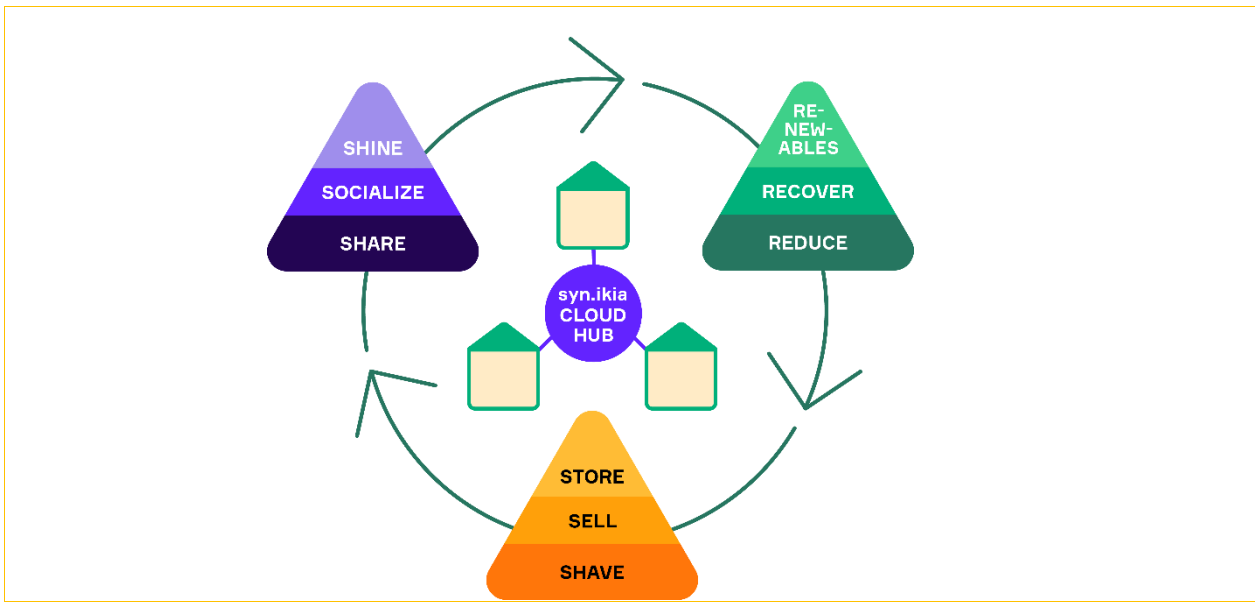 SHINE
SOCIALIZE
SHARE
RE-
NEW-
ABLES
RECOVER
REDUCE
syn.ikia
CLOUD
HUB
STORE
SELL
SHAVE